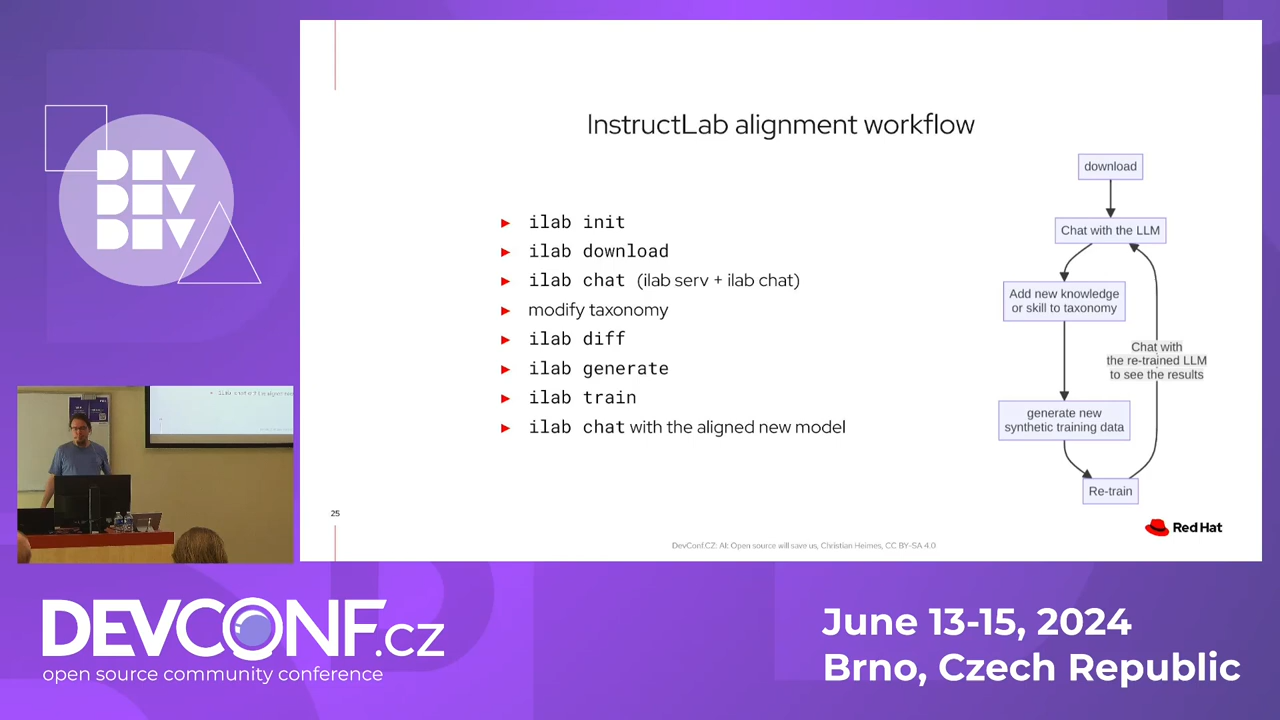 InstructLab alignment workflow
► ilab init
► ilab download
► ilab chat (ilab serv + ilab chat)
► modify taxonomy
► ilab diff
► ilab generate
► ilab train
► ilab chat with the aligned new model
download
Chat with the LLM
Add new knowledge
or skill to taxonomy
Chat with
the re-trained LLM
to see the results
generate new
synthetic training data
Re-train
25
Red Hat
DevConf.CZ: AI: Open source will save us, Christian Heimes, CC BY-SA 4.0
DEV
DEV
DEV
DEVCONF.cz
open source community conference
June 13-15, 2024
Brno, Czech Republic